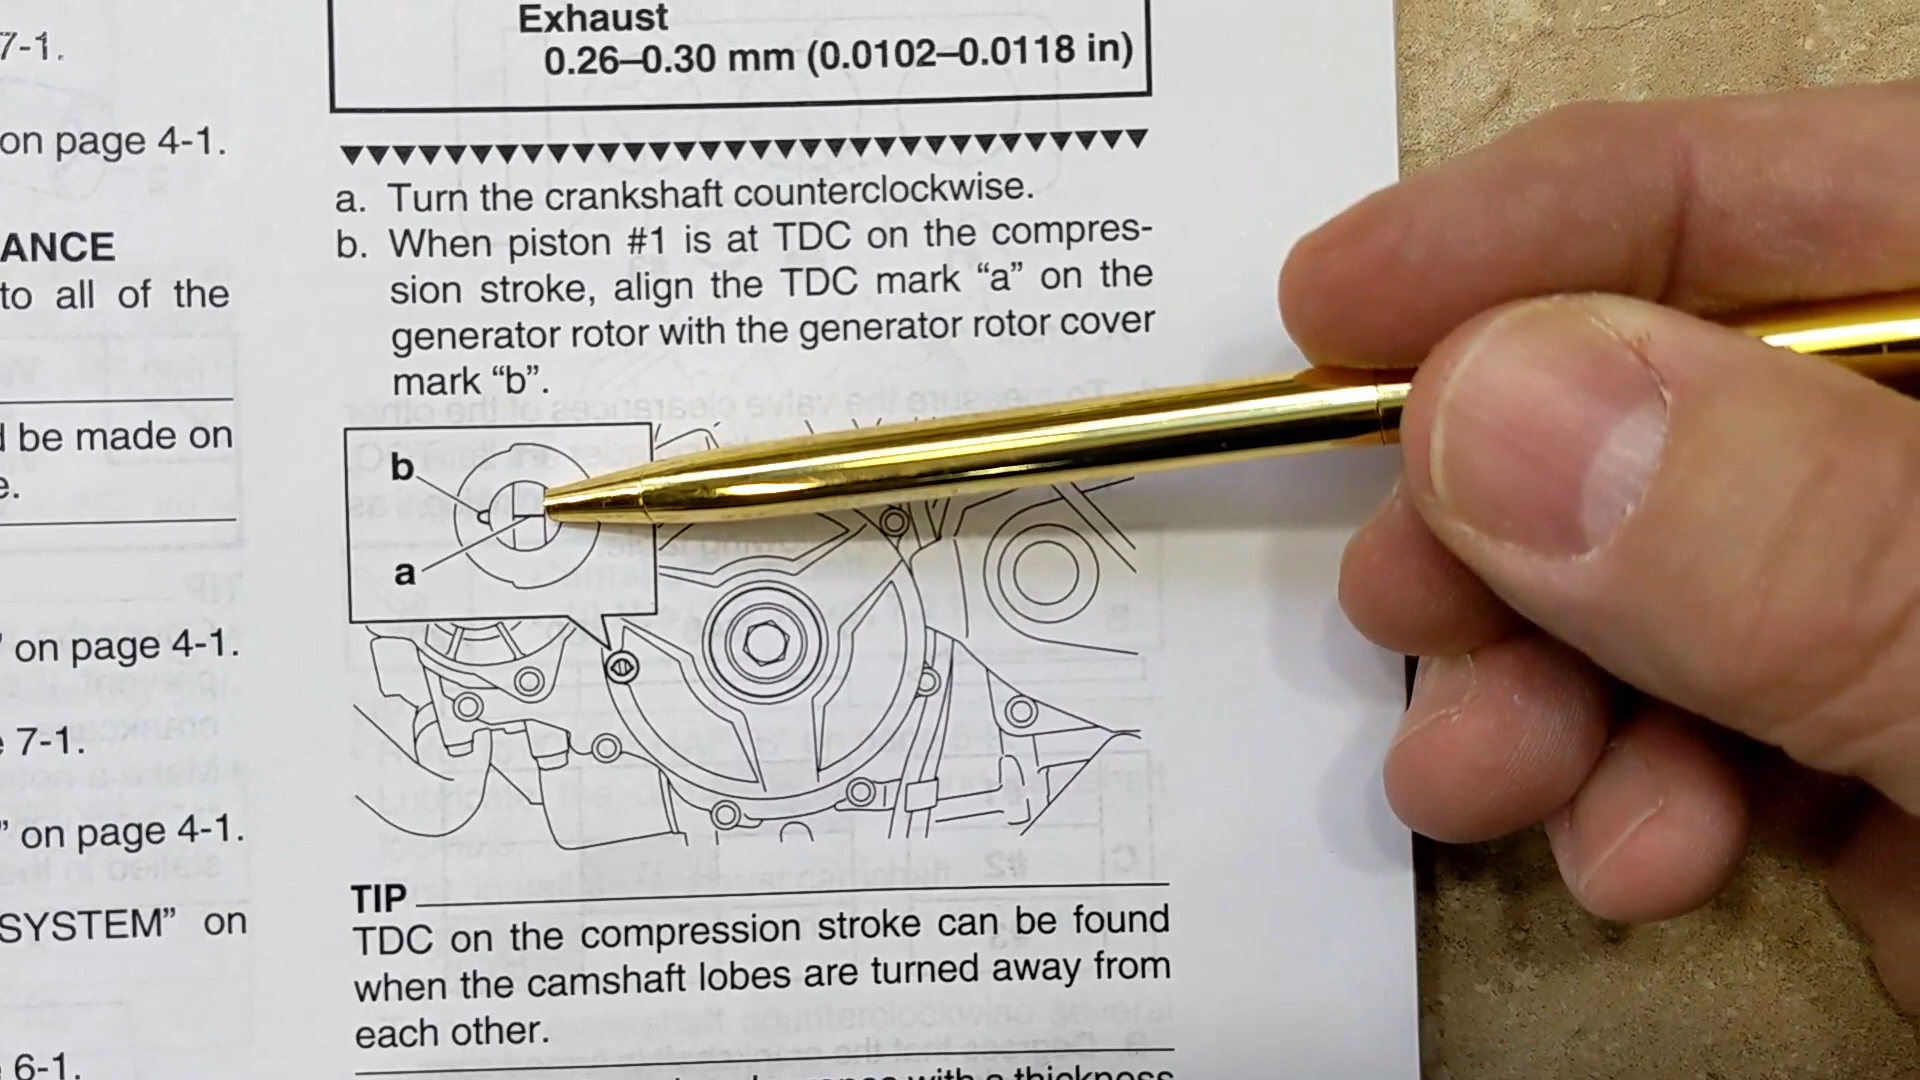 7-1.
on page 4-1.
ANCE
to all of the
be made on
e.
” on page 4-1.
7-1.
” on page 4-1.
SYSTEM” on
6-1.
Exhaust
0.26–0.30 mm (0.0102–0.0118 in)
a. Turn the crankshaft counterclockwise.
b. When piston #1 is at TDC on the compres-
sion stroke, align the TDC mark “a” on the
generator rotor with the generator rotor cover
mark “b”.
b
a
TIP
TDC on the compression stroke can be found
when the camshaft lobes are turned away from
each other.
with a thickness